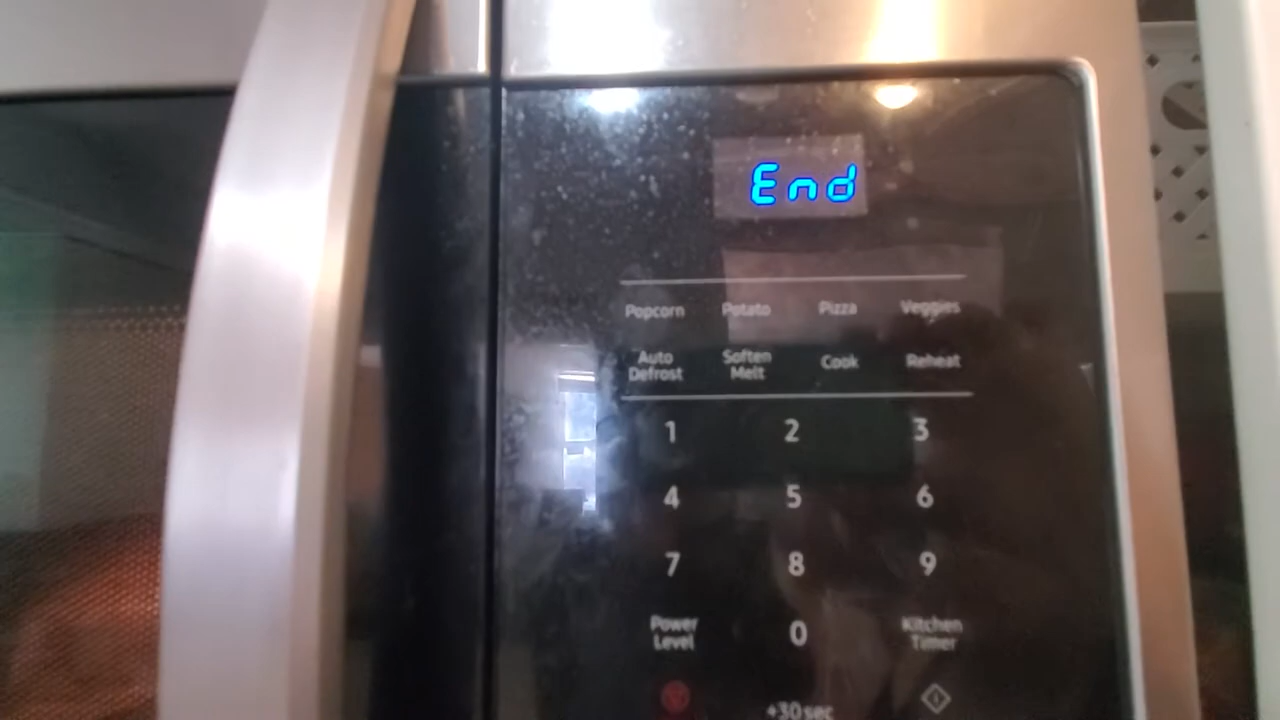 End
Popcorn Potato Pizza Veggies
Auto Defrost Soften Melt Cook Reheat
1 2 3
4 5 6
7 8 9
Power Level 0 Kitchen Timer
+30 sec